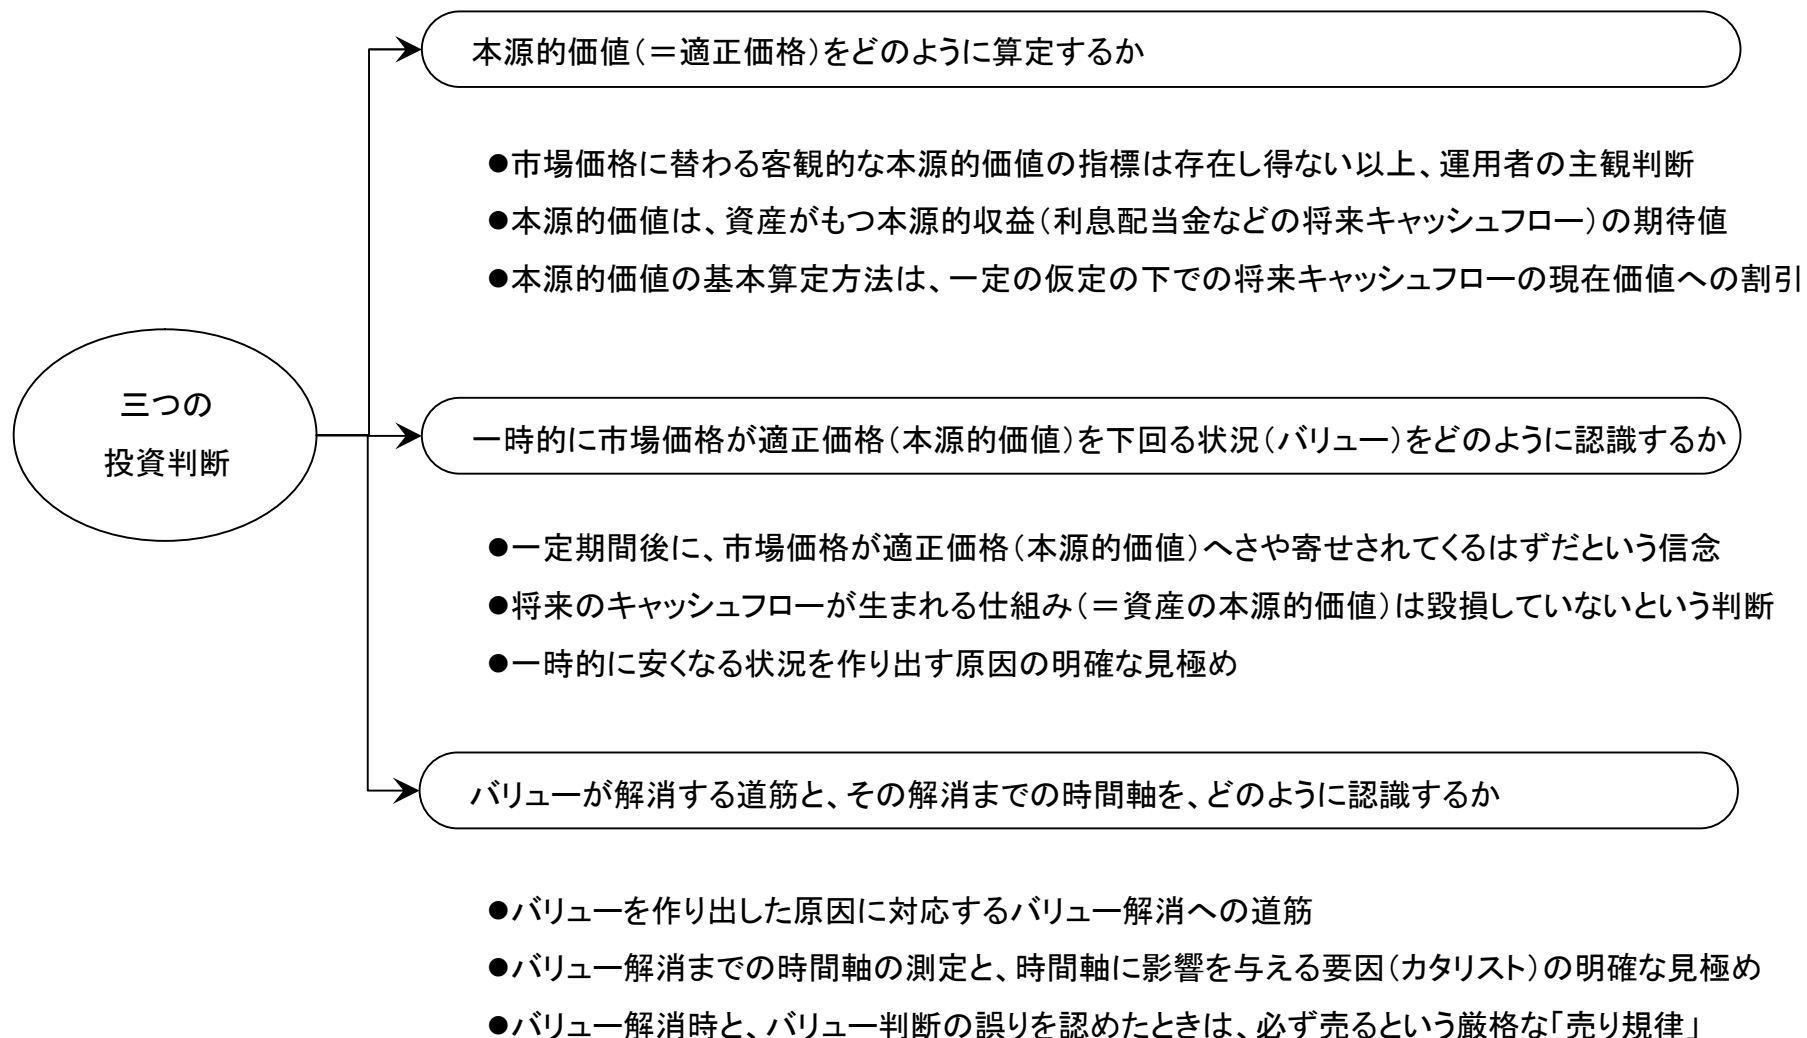 本源的価値（＝適正価格）をどのように算定するか
●市場価格に替わる客観的な本源的価値の指標は存在し得ない以上、運用者の主観判断
●本源的価値は、資産がもつ本源的収益（利息配当金などの将来キャッシュフロー）の期待値
●本源的価値の基本算定方法は、一定の仮定の下での将来キャッシュフローの現在価値への割引
三つの
投資判断
一時的に市場価格が適正価格（本源的価値）を下回る状況（バリュー）をどのように認識するか
●一定期間後に、市場価格が適正価格（本源的価値）へさや寄せされてくるはずだという信念
●将来のキャッシュフローが生まれる仕組み（＝資産の本源的価値）は毀損していないという判断
●一時的に安くなる状況を作り出す原因の明確な見極め
バリューが解消する道筋と、その解消までの時間軸を、どのように認識するか
●バリューを作り出した原因に対応するバリュー解消への道筋
●バリュー解消までの時間軸の測定と、時間軸に影響を与える要因（カタリスト）の明確な見極め
●バリュー解消時と、バリュー判断の誤りを認めたときは、必ず売るという厳格な「売り規律」